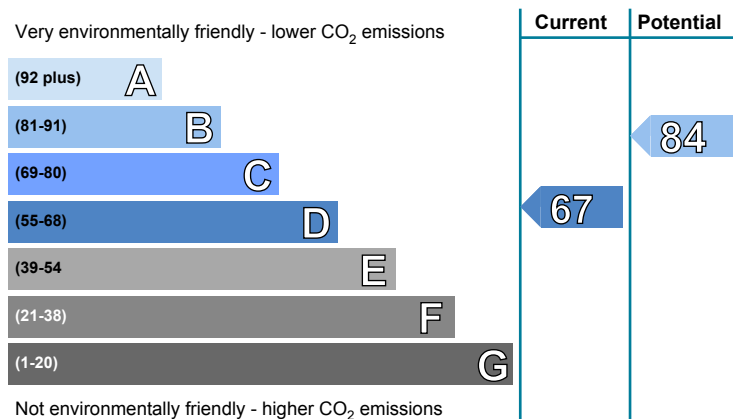 Current Potential
Very environmentally friendly - lower CO2 emissions
(92 plus) A
(81-91) B
84
(69-80) C
(55-68) D
67
(39-54 E
(21-38) F
(1-20) G
Not environmentally friendly - higher CO2 emissions